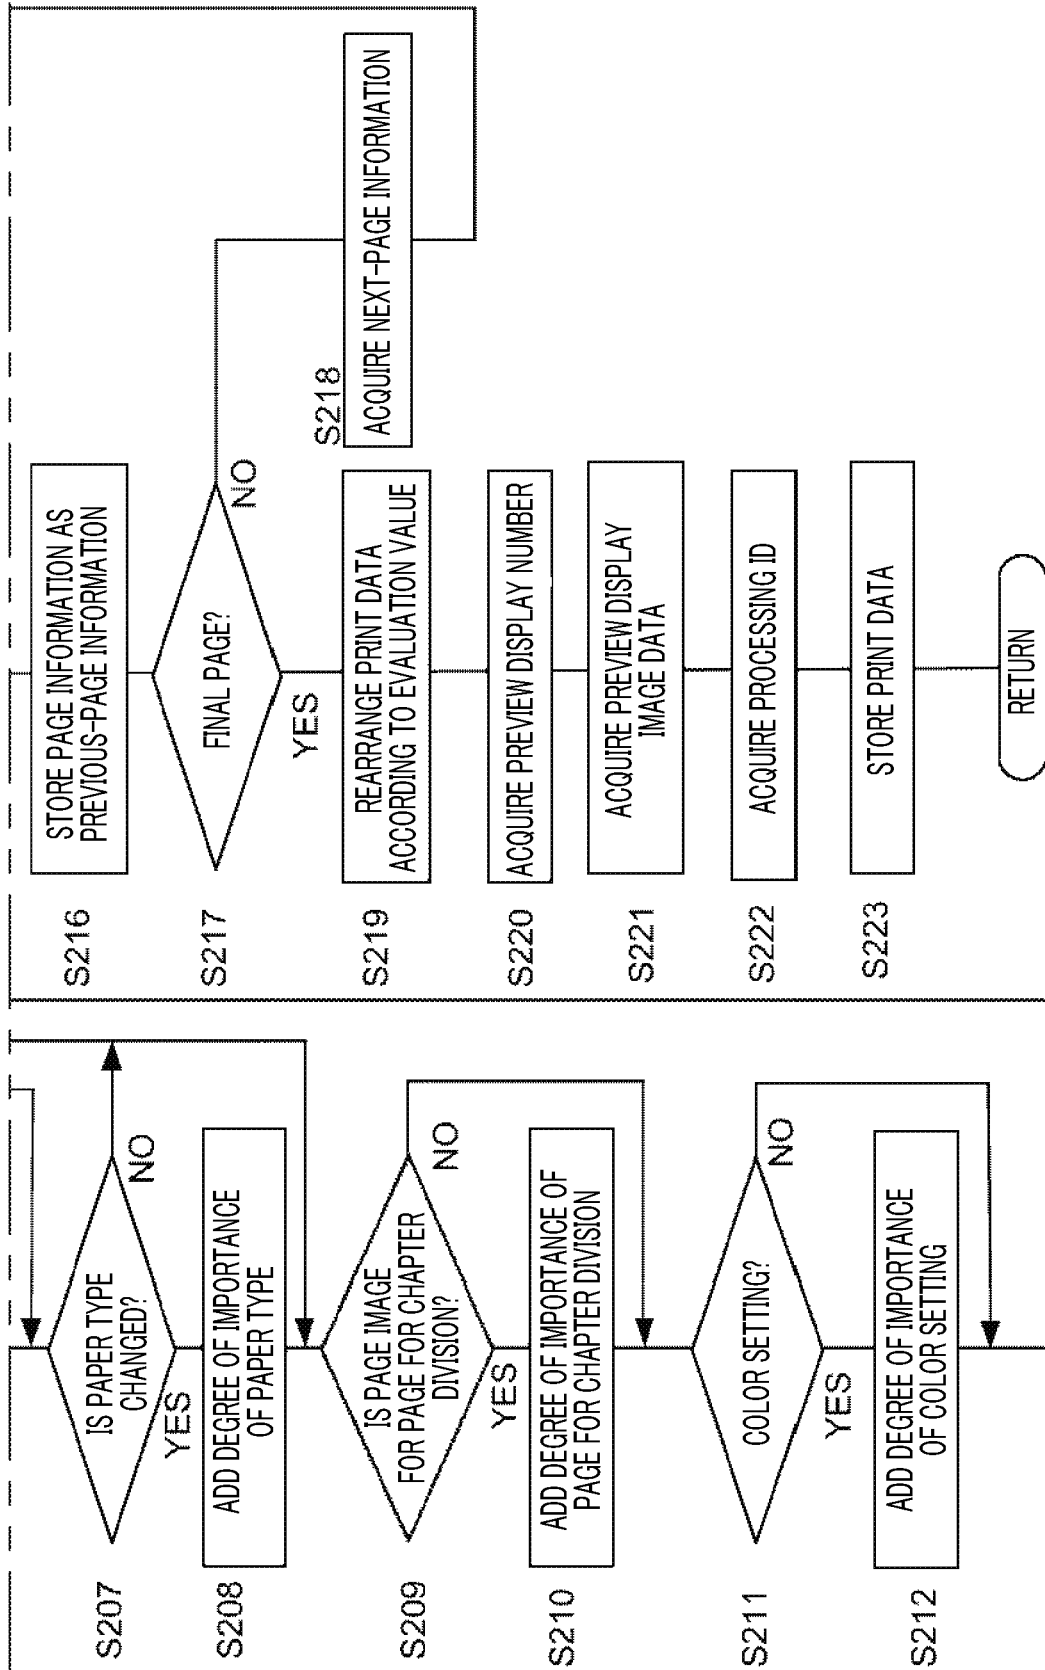 S207
IS PAPER TYPE
CHANGED?
NO
YES
S208
ADD DEGREE OF IMPORTANCE
OF PAPER TYPE
S209
IS PAGE IMAGE
FOR PAGE FOR CHAPTER
DIVISION?
NO
YES
S210
ADD DEGREE OF IMPORTANCE OF
PAGE FOR CHAPTER DIVISION
S211
COLOR SETTING?
NO
YES
S212
ADD DEGREE OF IMPORTANCE
OF COLOR SETTING
S216
STORE PAGE INFORMATION AS
PREVIOUS-PAGE INFORMATION
S217
FINAL PAGE?
NO
YES
S218
ACQUIRE NEXT-PAGE INFORMATION
S219
REARRANGE PRINT DATA
ACCORDING TO EVALUATION VALUE
S220
ACQUIRE PREVIEW DISPLAY NUMBER
S221
ACQUIRE PREVIEW DISPLAY
IMAGE DATA
S222
ACQUIRE PROCESSING ID
S223
STORE PRINT DATA
RETURN